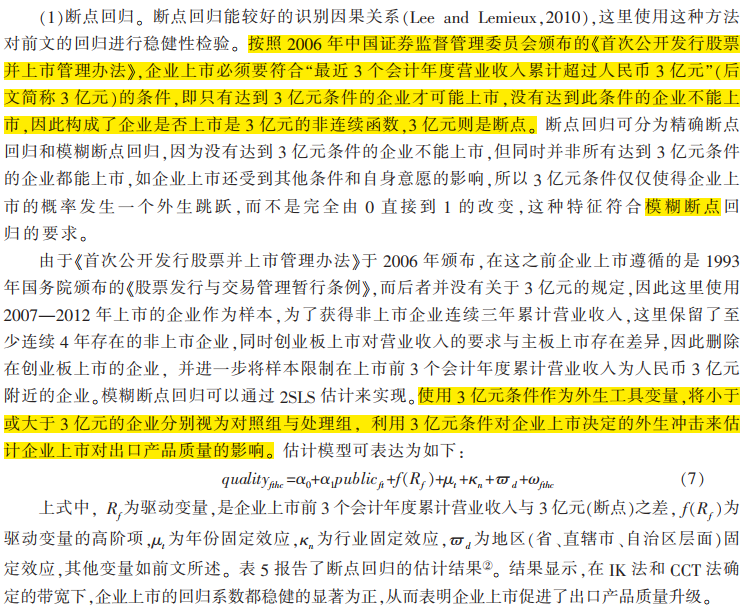 (1)断点回归。断点回归能较好的识别因果关系(Lee and Lemieux,2010),这里使用这种方法
对前文的回归进行稳健性检验。按照 2006 年中国证券监督管理委员会颁布的《首次公开发行股票
并上市管理办法》,企业上市必须要符合“最近 3 个会计年度营业收入累计超过人民币 3 亿元”(后
文简称 3 亿元)的条件,即只有达到 3 亿元条件的企业才可能上市,没有达到此条件的企业不能上
市,因此构成了企业是否上市是 3 亿元的非连续函数,3 亿元则是断点。断点回归可分为精确断点
回归和模糊断点回归,因为没有达到 3 亿元条件的企业不能上市,但同时并非所有达到 3 亿元条件
的企业都能上市,如企业上市还受到其他条件和自身意愿的影响,所以 3 亿元条件仅仅使得企业上
市的概率发生一个外生跳跃,而不是完全由 0 直接到 1 的改变,这种特征符合模糊断点回
归的要求。
由于《首次公开发行股票并上市管理办法》于 2006 年颁布,在这之前企业上市遵循的是 1993
年国务院颁布的《股票发行与交易管理暂行条例》,而后者并没有关于 3 亿元的规定,因此这里使用
2007—2012 年上市的企业作为样本,为了获得非上市企业连续三年累计营业收入,这里保留了至
少连续 4 年存在的非上市企业,同时创业板上市对营业收入的要求与主板上市存在差异,因此删除
在创业板上市的企业,并进一步将样本限制在上市前 3 个会计年度累计营业收入为人民币 3 亿元
附近的企业。模糊断点回归可以通过 2SLS 估计来实现。使用 3 亿元条件作为外生工具变量,将小于
或大于 3 亿元的企业分别视为对照组与处理组,利用 3 亿元条件对企业上市决定的外生冲击来估
计企业上市对出口产品质量的影响。估计模型可表达为如下:
quality_{fthc}=α_0+α_1public_{ft}+f(R_f)+μ_t+κ_n+ϖ_d+ω_{fthc} (7)
上式中,R_f为驱动变量,是企业上市前 3 个会计年度累计营业收入与 3 亿元(断点)之差,f(R_f)为
驱动变量的高阶项,μ_t为年份固定效应,κ_n为行业固定效应,ϖ_d为地区(省、直辖市、自治区层面)固
定效应,其他变量如前文所述。表 5 报告了断点回归的估计结果②。结果显示,在 IK 法和 CCT 法确
定的带宽下,企业上市的回归系数都稳健的显著为正,从而表明企业上市促进了出口产品质量升级。